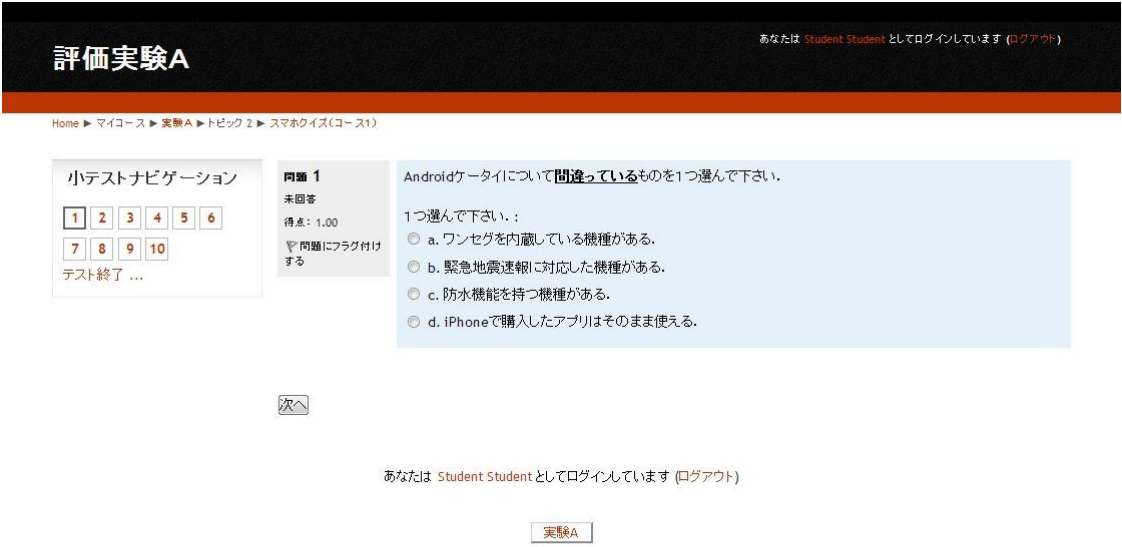 評価実験A
あなたは Student Student としてログインしています (ログアウト)
Home ▶ マイコース ▶ 実験A ▶ トピック 2 ▶ スマホクイズ(コース1)
小テストナビゲーション
1 2 3 4 5 6
7 8 9 10
テスト終了 ...
問題 1
未回答
得点: 1.00
問題にフラグ付け
する
Androidケータイについて間違っているものを1つ選んで下さい.
1つ選んで下さい. :
a. ワンセグを内蔵している機種がある.
b. 緊急地震速報に対応した機種がある.
c. 防水機能を持つ機種がある.
d. iPhoneで購入したアプリはそのまま使える.
次へ
あなたは Student Student としてログインしています (ログアウト)
実験A